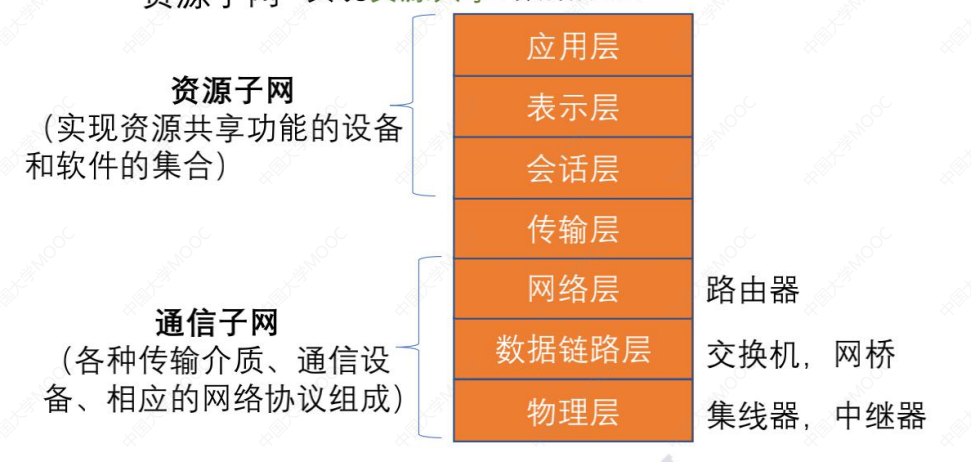 资源子网
应用层
表示层
会话层
传输层
网络层
数据链路层
物理层
资源子网
（实现资源共享功能的设备
和软件的集合）
通信子网
（各种传输介质、通信设
备、相应的网络协议组成）
路由器
交换机，网桥
集线器，中继器
中国大学MOOC